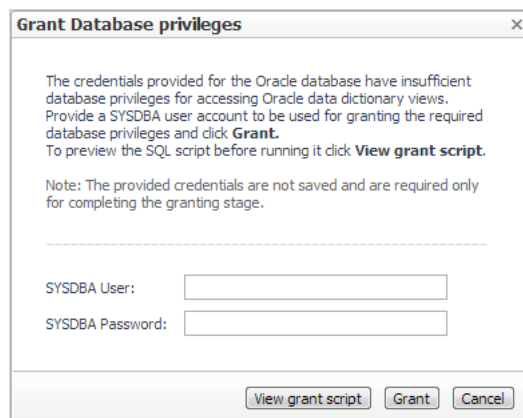 Grant Database privileges
The credentials provided for the Oracle database have insufficient
database privileges for accessing Oracle data dictionary views.
Provide a SYSDBA user account to be used for granting the required
database privileges and click Grant.
To preview the SQL script before running it click View grant script.
Note: The provided credentials are not saved and are required only
for completing the granting stage.
SYSDBA User:
SYSDBA Password:
View grant script Grant Cancel